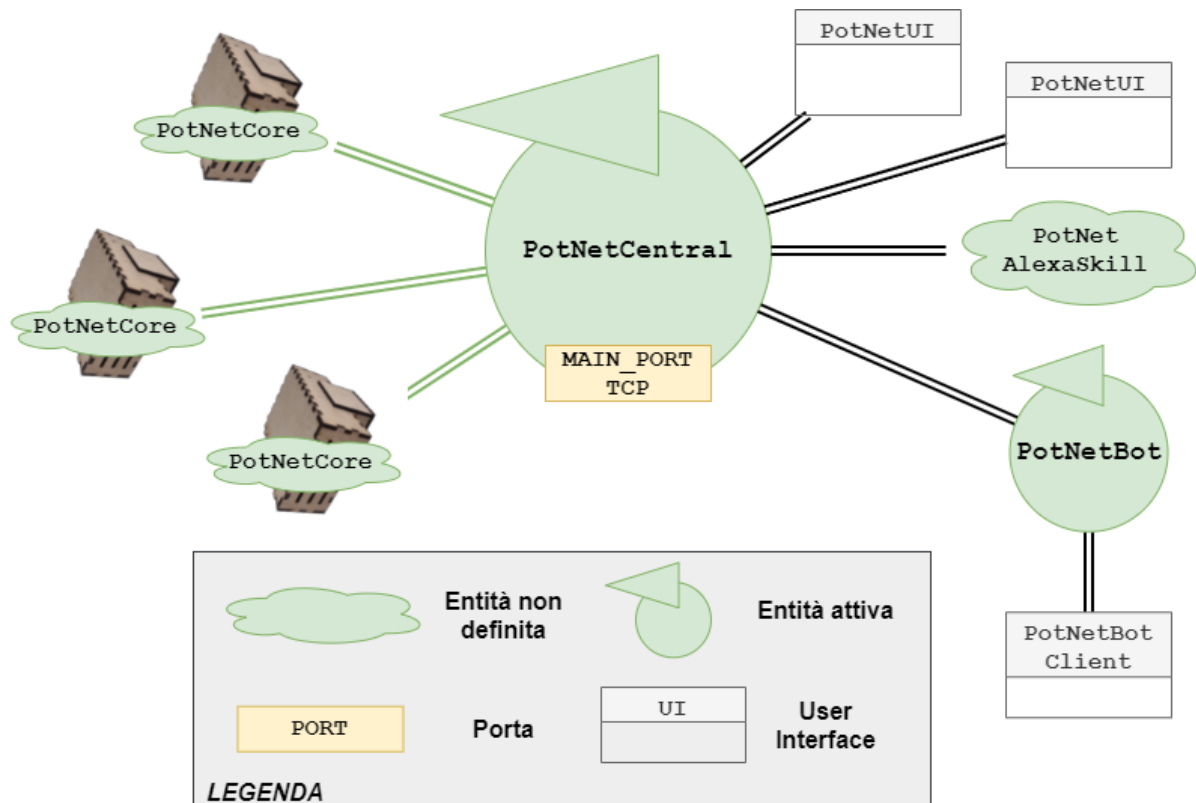 PotNetUI
PotNetUI
PotNetCore
PotNetCentral
PotNet
AlexaSkill
PotNetCore
MAIN_PORT
TCP
PotNetCore
PotNetBot
PotNetBot
Client
Entità non
definita
Entità attiva
PORT
Porta
UI
User
Interface
LEGENDA